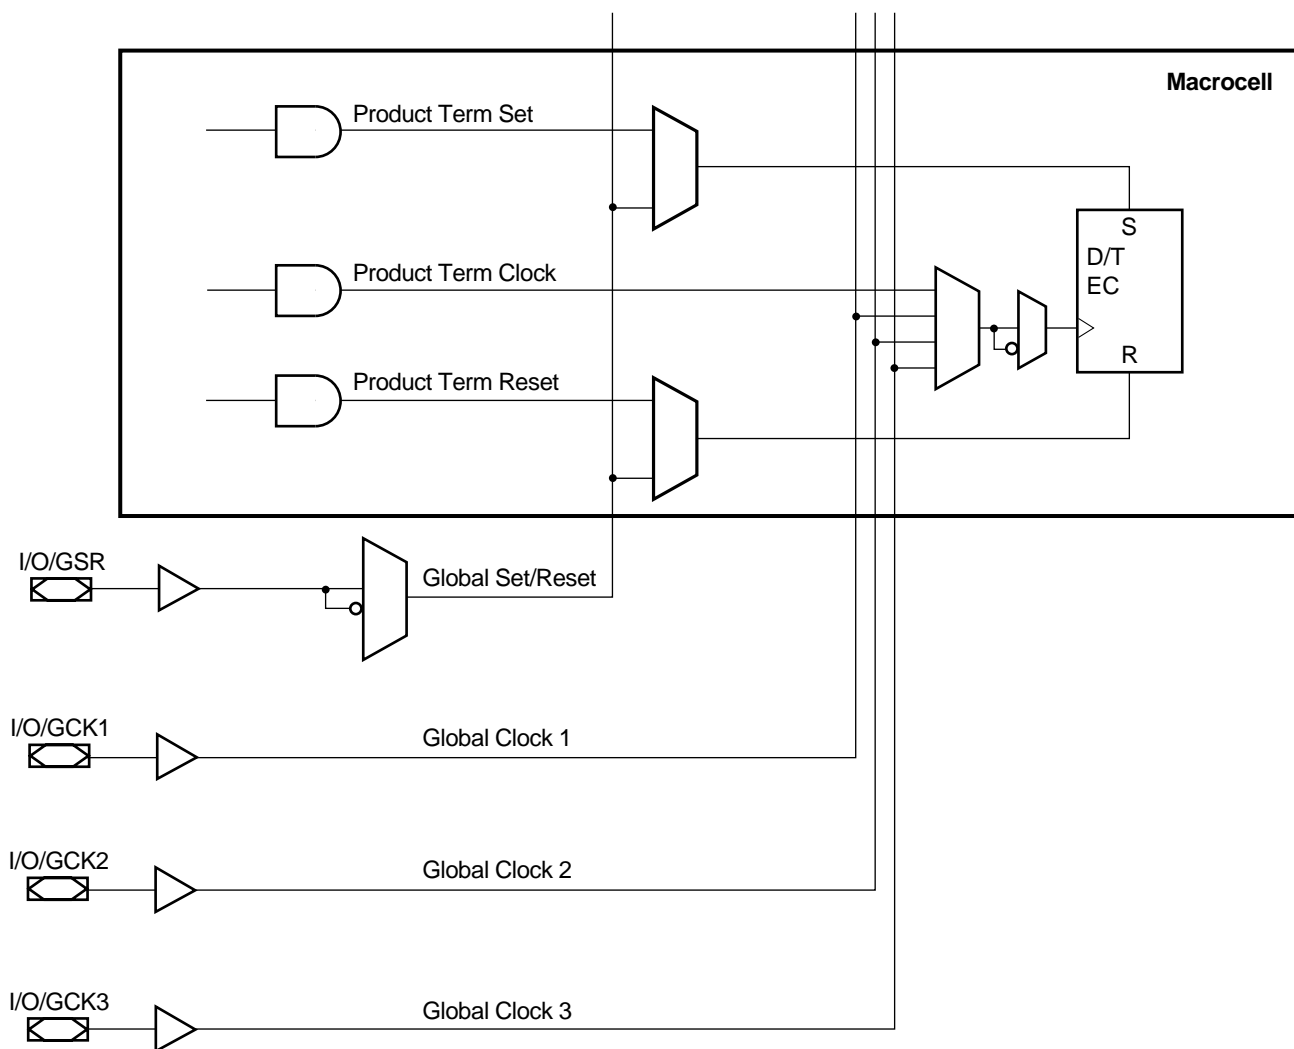 Macrocell
Product Term Set
S
D/T
EC
Product Term Clock
R
Product Term Reset
I/O/GSR
Global Set/Reset
I/O/GCK1
Global Clock 1
I/O/GCK2
Global Clock 2
I/O/GCK3
Global Clock 3